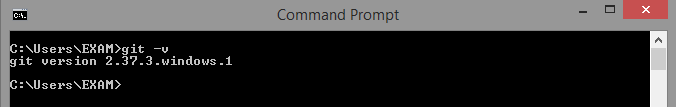 Command Prompt
C:\Users\EXAM>git -v
git version 2.37.3.windows.1
C:\Users\EXAM>